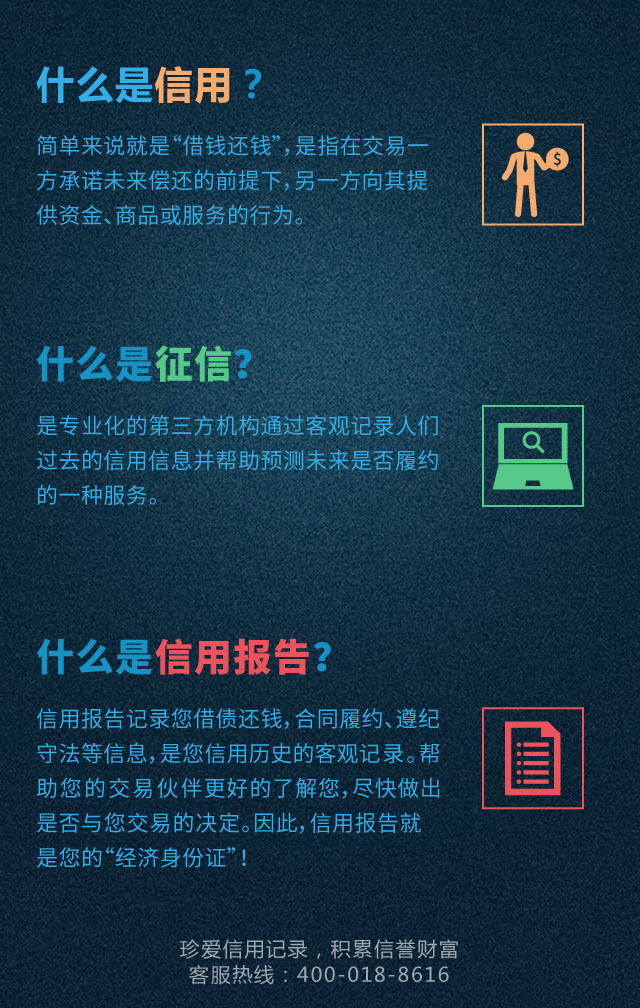 什么是信用？
简单来说就是“借钱还钱”，是指在交易一
方承诺未来偿还的前提下，另一方向其提
供资金、商品或服务的行为。
$
什么是征信？
是专业化的第三方机构通过客观记录人们
过去的信用信息并帮助预测未来是否履约
的一种服务。
什么是信用报告？
信用报告记录您借债还钱，合同履约、遵纪
守法等信息，是您信用历史的客观记录。帮
助您的交易伙伴更好的了解您，尽快做出
是否与您交易的决定。因此，信用报告就
是您的“经济身份证”！
珍爱信用记录，积累信誉财富
客服热线：400-018-8616